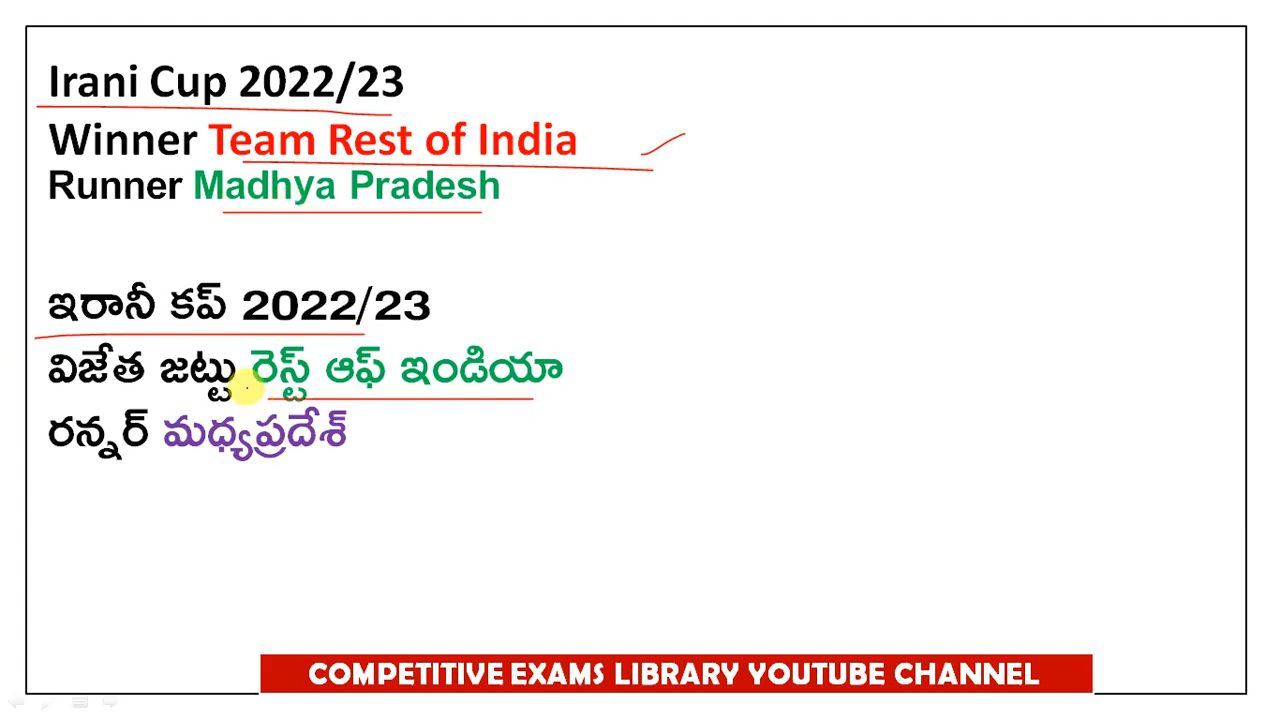 Irani Cup 2022/23
Winner Team Rest of India
Runner Madhya Pradesh
ఇరానీ కప్ 2022/23
విజేత జట్టు రెస్ట్ ఆఫ్ ఇండియా
రన్నర్ మధ్యప్రదేశ్
COMPETITIVE EXAMS LIBRARY YOUTUBE CHANNEL